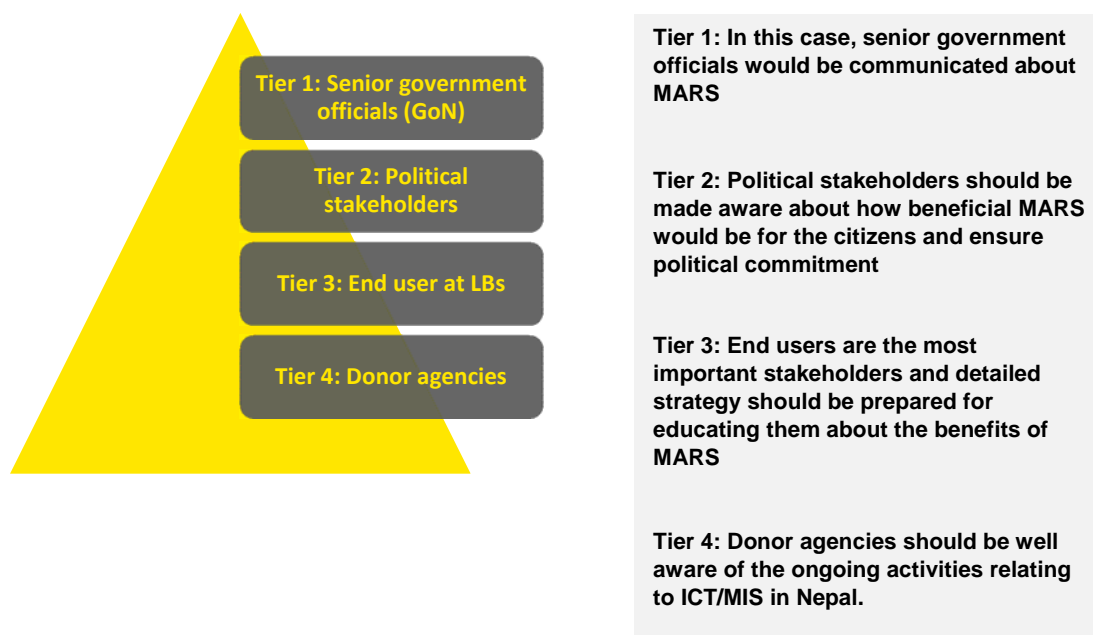 Tier 1: Senior government
officials (GoN)
Tier 2: Political
stakeholders
Tier 3: End user at LBs
Tier 4: Donor agencies
Tier 1: In this case, senior government
officials would be communicated about
MARS
Tier 2: Political stakeholders should be
made aware about how beneficial MARS
would be for the citizens and ensure
political commitment
Tier 3: End users are the most
important stakeholders and detailed
strategy should be prepared for
educating them about the benefits of
MARS
Tier 4: Donor agencies should be well
aware of the ongoing activities relating
to ICT/MIS in Nepal.